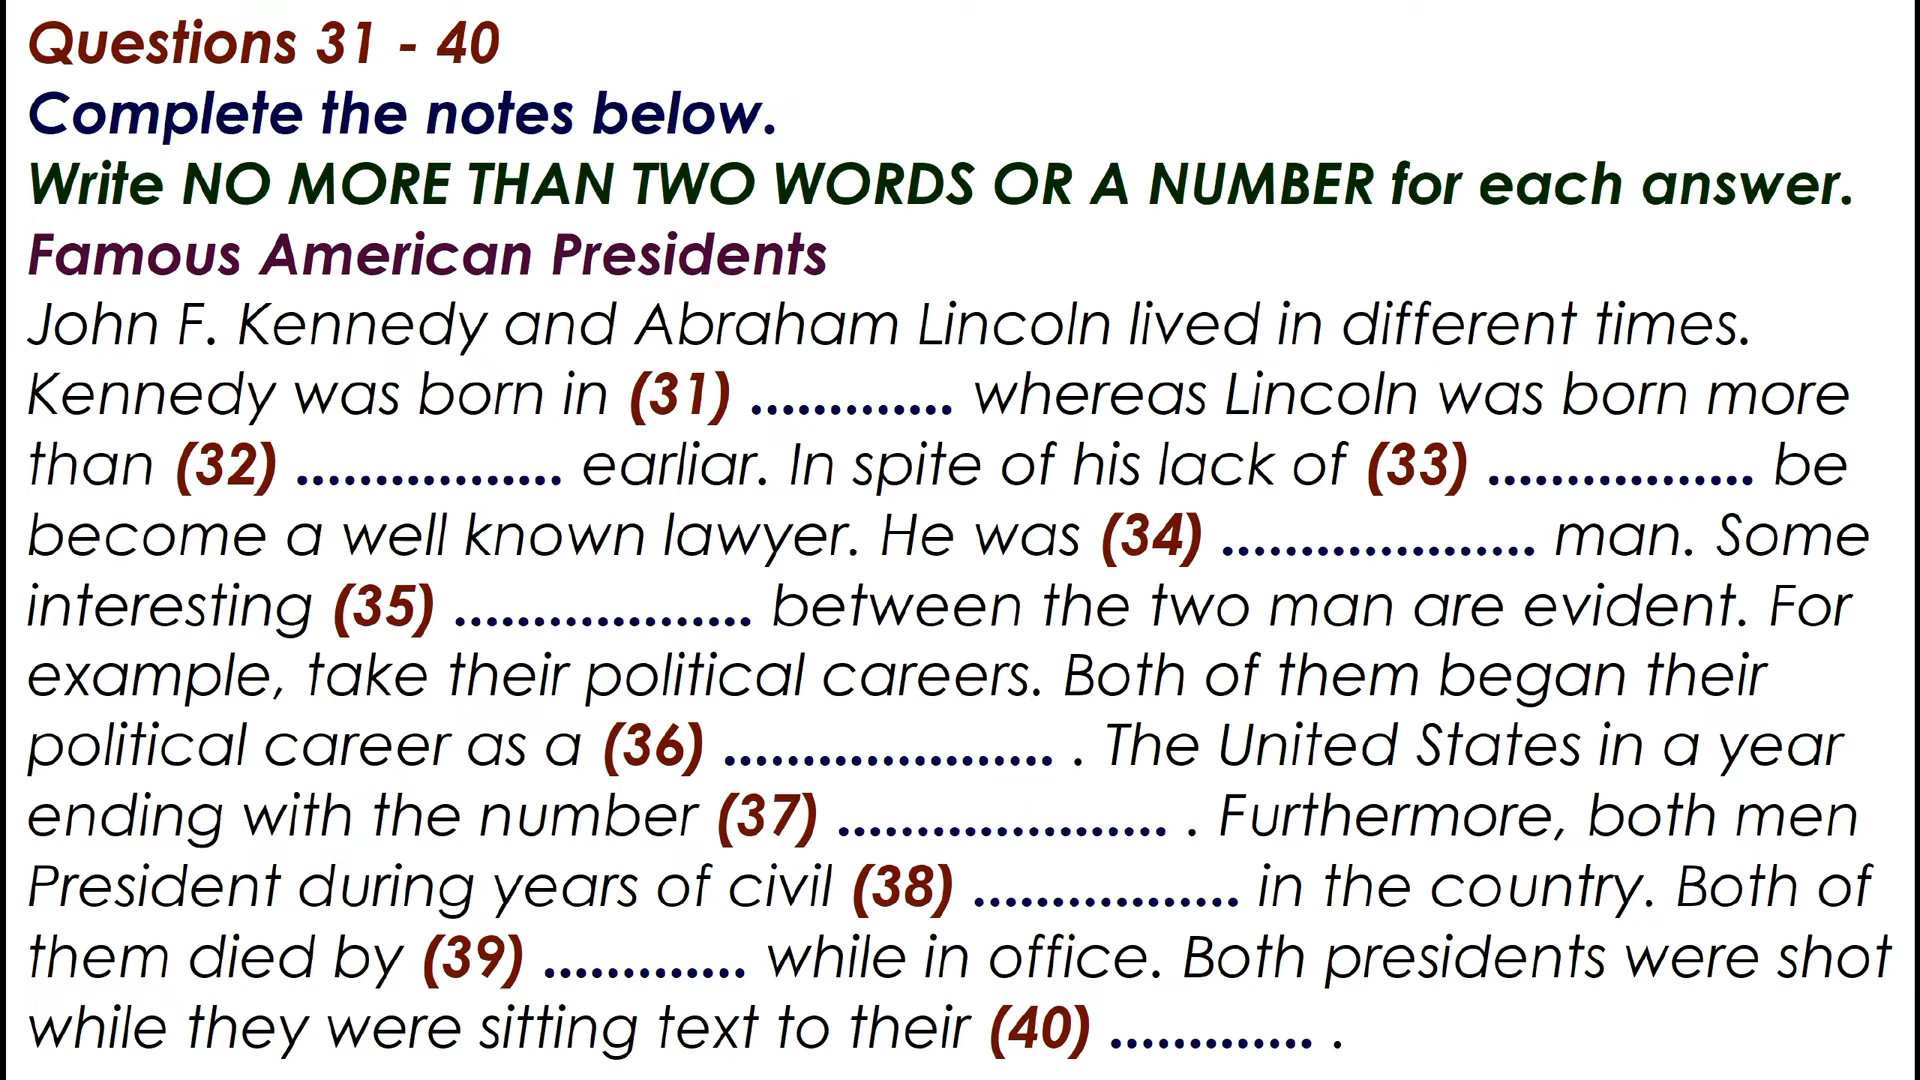 Questions 31 - 40
Complete the notes below.
Write NO MORE THAN TWO WORDS OR A NUMBER for each answer.
Famous American Presidents
John F. Kennedy and Abraham Lincoln lived in different times.
Kennedy was born in (31) ............. whereas Lincoln was born more
than (32) ................. earliar. In spite of his lack of (33) ................. be
become a well known lawyer. He was (34) .................... man. Some
interesting (35) ................... between the two man are evident. For
example, take their political careers. Both of them began their
political career as a (36) ..................... . The United States in a year
ending with the number (37) ..................... . Furthermore, both men
President during years of civil (38) ................. in the country. Both of
them died by (39) ............. while in office. Both presidents were shot
while they were sitting text to their (40) ............. .